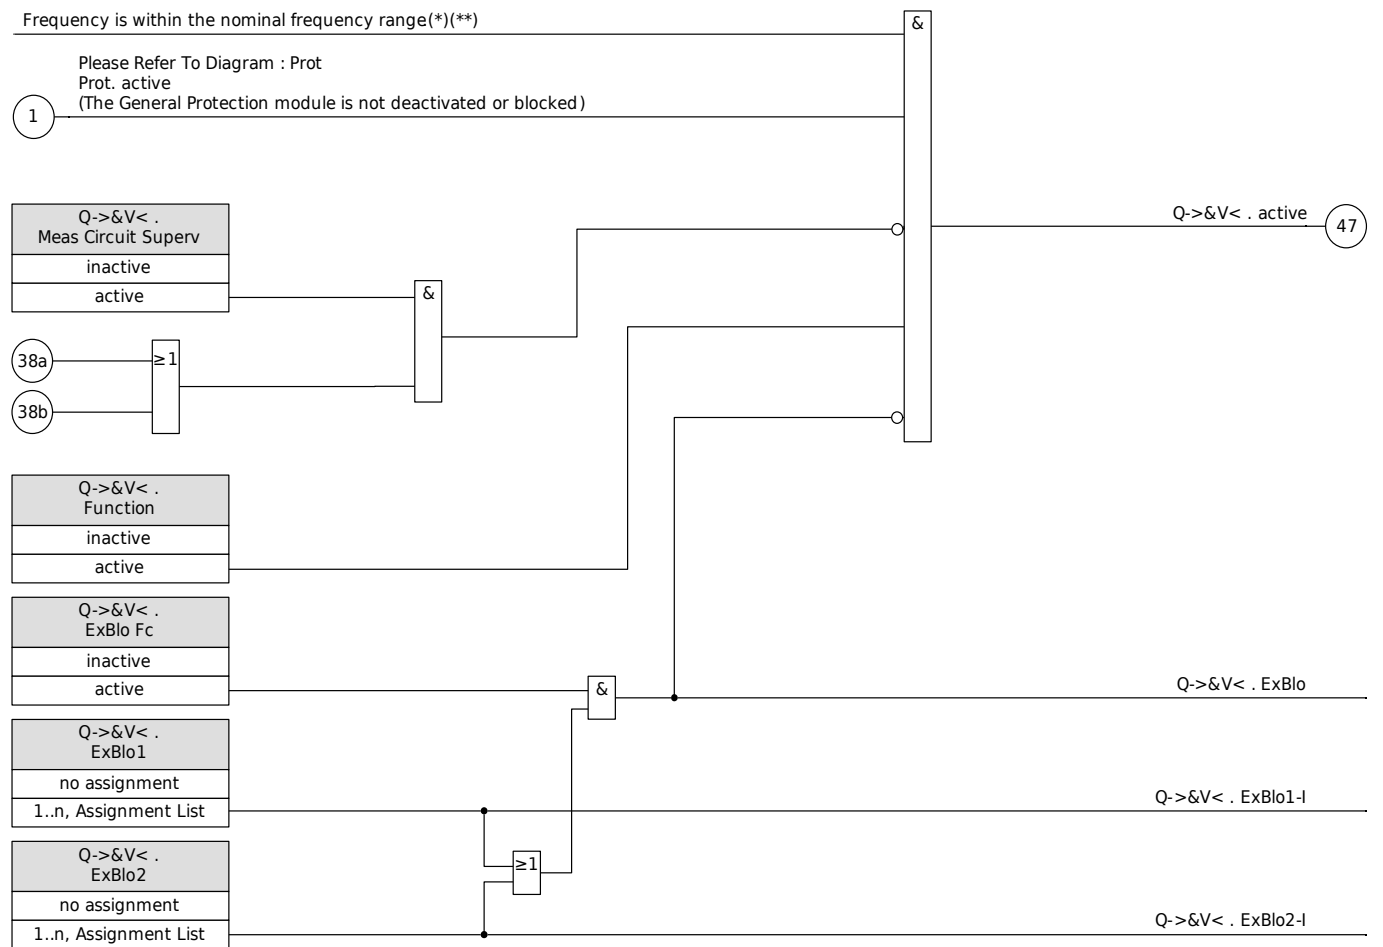 Frequency is within the nominal frequency range(*)(**)
&
Please Refer To Diagram : Prot
Prot. active
(The General Protection module is not deactivated or blocked)
1
Q->&V< .
Meas Circuit Superv
inactive
active
&
Q->&V< . active
47
38a
≥1
38b
Q->&V< .
Function
inactive
active
Q->&V< .
ExBlo Fc
inactive
active
&
Q->&V< . ExBlo
Q->&V< .
ExBlo1
no assignment
1..n, Assignment List
Q->&V< . ExBlo1-I
≥1
Q->&V< .
ExBlo2
no assignment
1..n, Assignment List
Q->&V< . ExBlo2-I